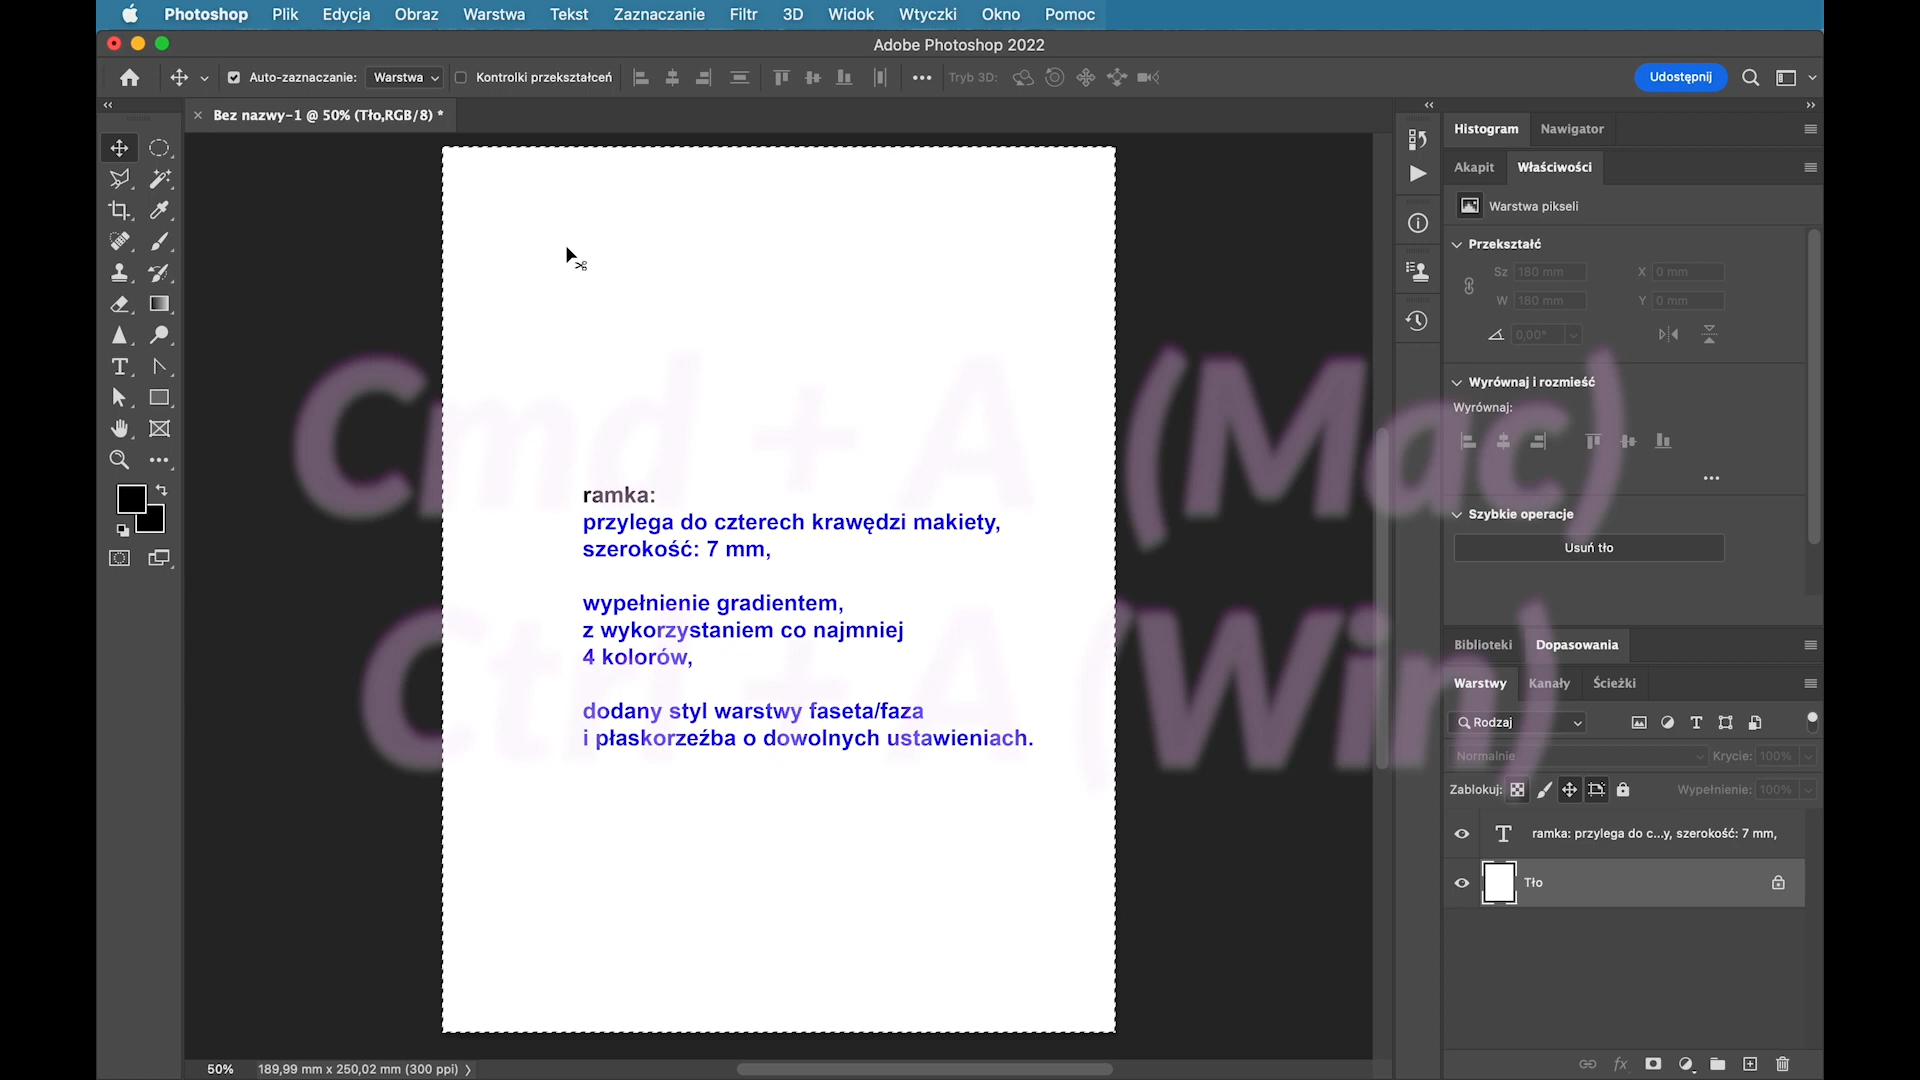 Photoshop Plik Edycja Obraz Warstwa Tekst Zaznaczanie Filtr 3D Widok Wtyczki Okno Pomoc
Adobe Photoshop 2022
Auto-zaznaczanie: Warstwa Kontrolki przekształceń Tryb 3D: Udostępnij
Bez nazwy-1 @ 50% (Tło,RGB/8) *
Histogram Nawigator
Akapit Właściwości
Warstwa pikseli
Przekształć
Sz 180 mm X 0 mm
W 180 mm Y 0 mm
0,00°
Wyrównaj i rozmieść
Wyrównaj:
Szybkie operacje
Usuń tło
Cmd + A (Mac)
Ctrl + A (Win)
ramka:
przylega do czterech krawędzi makiety,
szerokość: 7 mm,
wypełnienie gradientem,
z wykorzystaniem co najmniej
4 kolorów,
dodany styl warstwy faseta/faza
i płaskorzeźba o dowolnych ustawieniach.
Biblioteki Dopasowania
Warstwy Kanały Ścieżki
Rodzaj
Normalnie Krycie: 100%
Zablokuj: Wypełnienie: 100%
T ramka: przylega do c...y, szerokość: 7 mm,
Tło
fx
50% 189,99 mm x 250,02 mm (300 ppi)